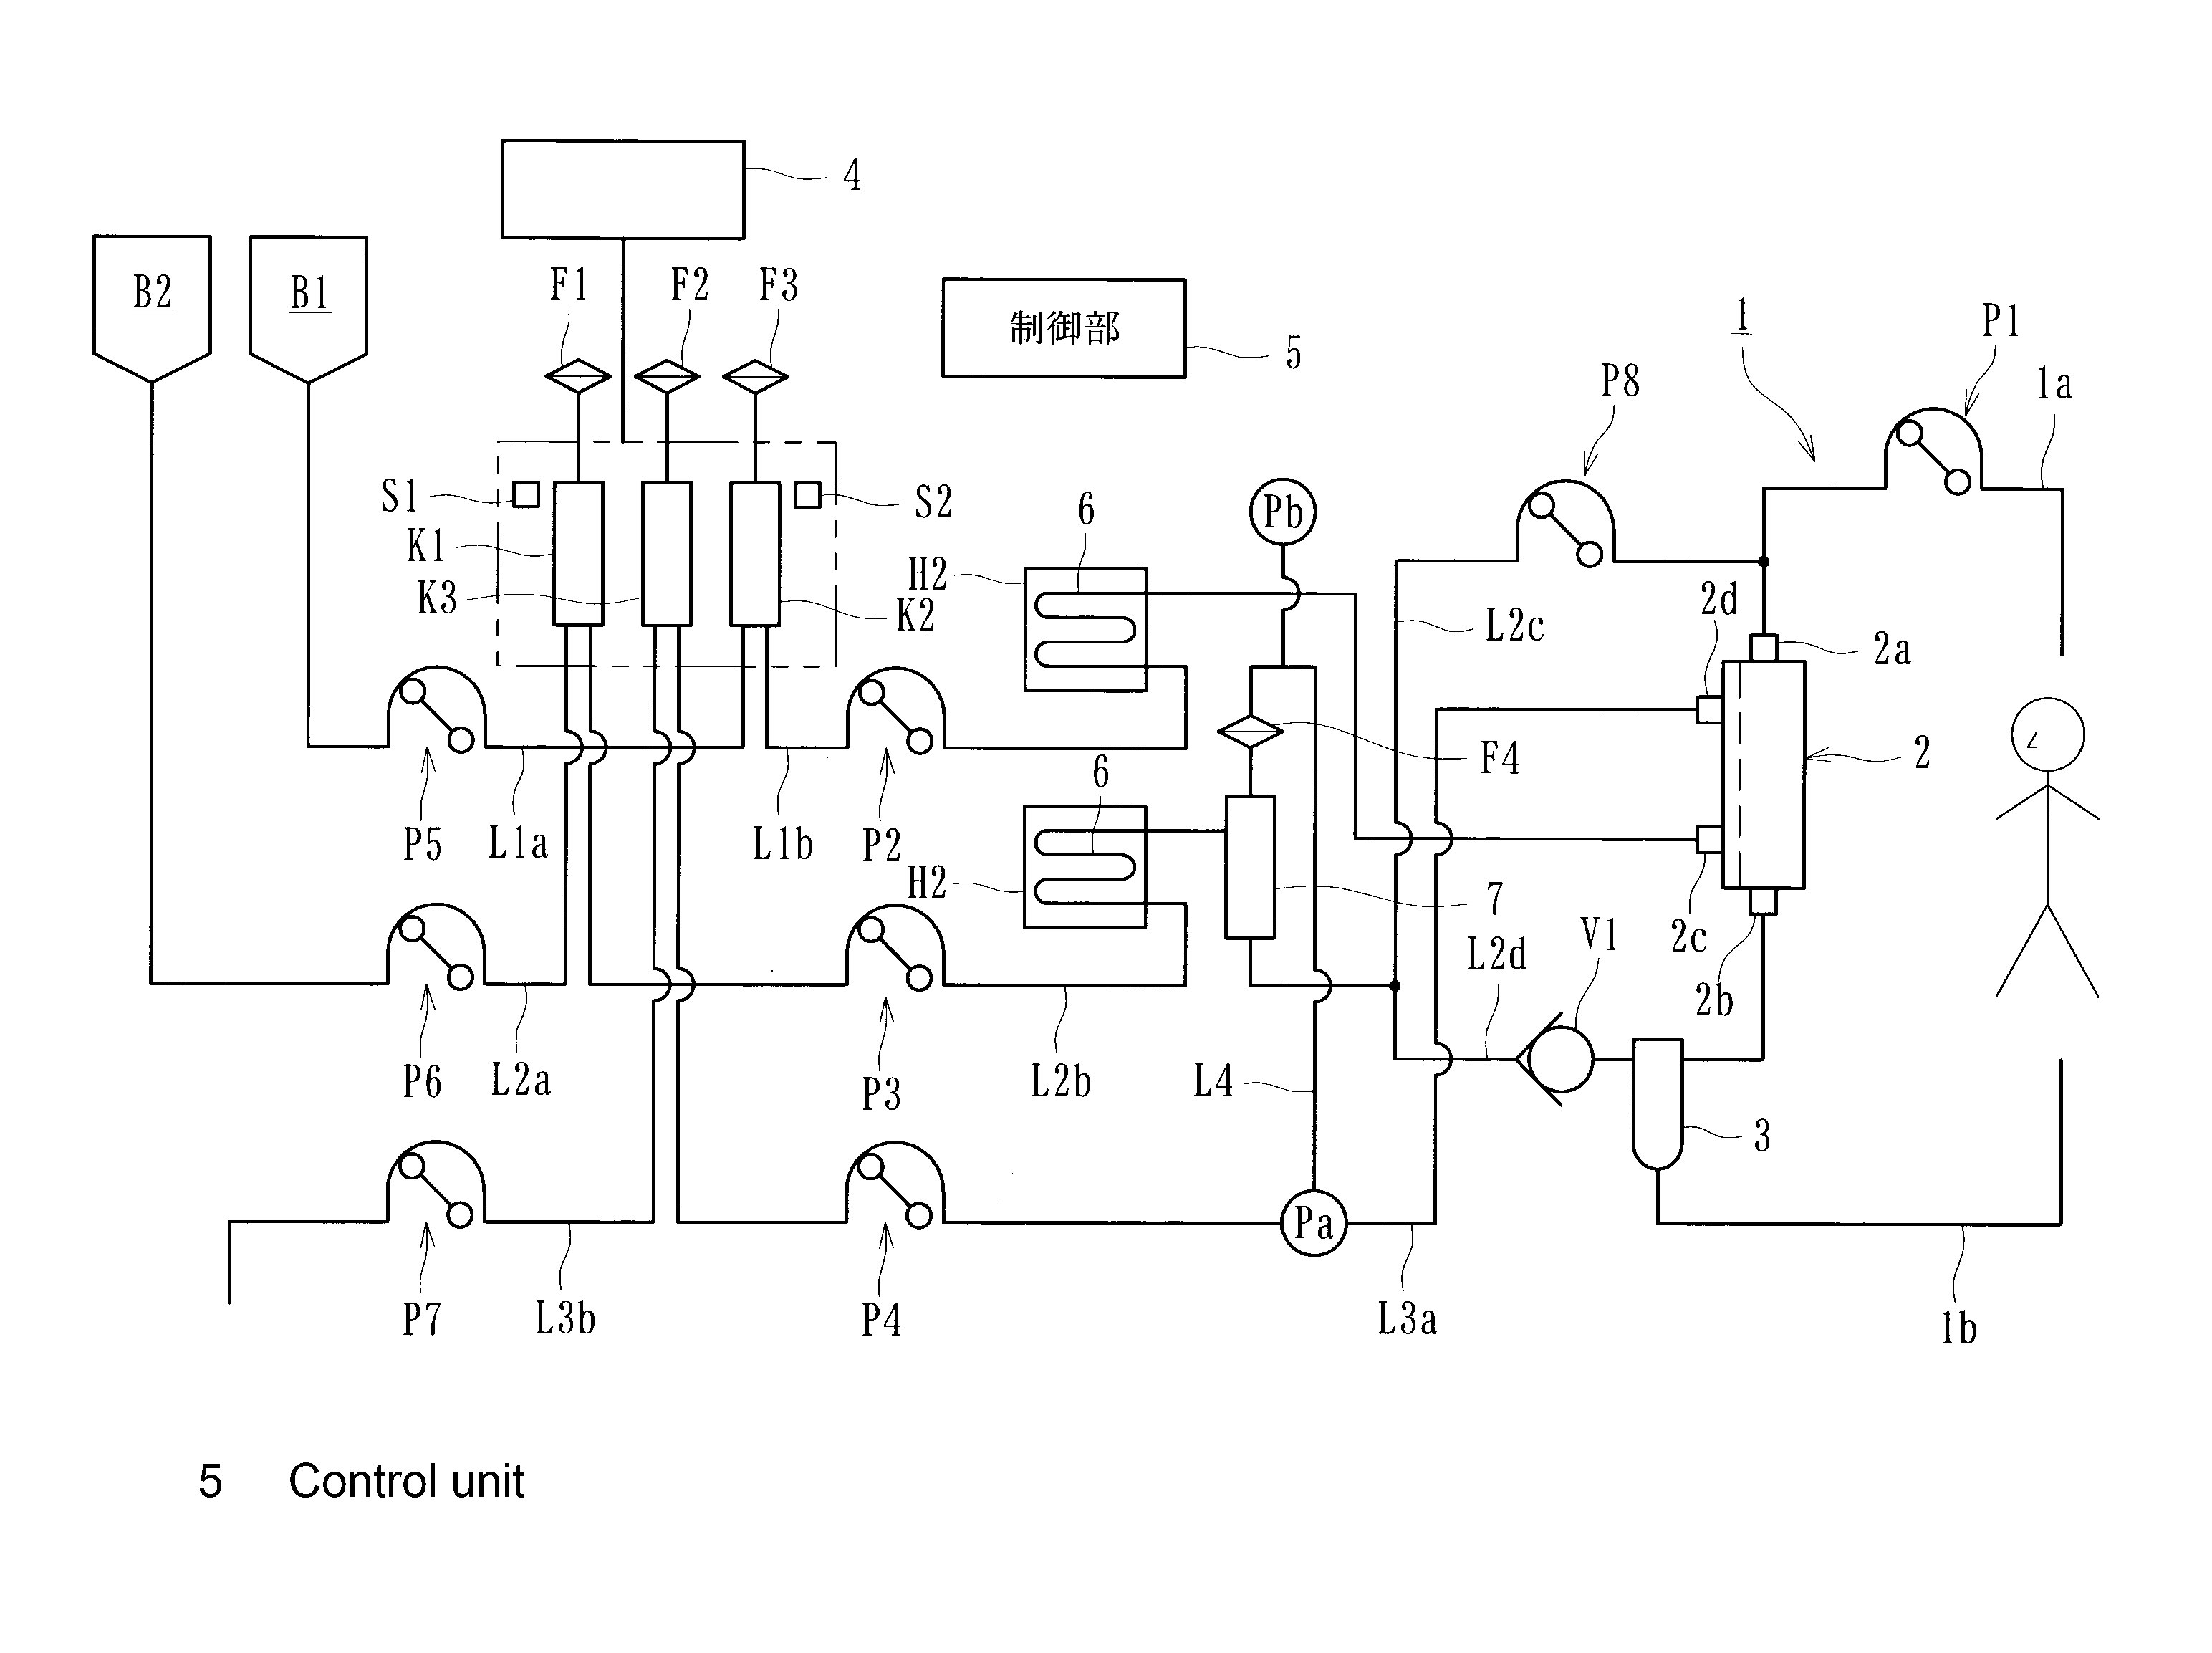 4
B2
B1
F1
F2
F3
制御部
5
1
P1
P8
1a
S1
S2
K1
K3
K2
Pb
6
H2
L2c
2d
2a
F4
2
P5
L1a
L1b
P2
6
H2
7
2c
V1
L2d
2b
P6
L2a
P3
L2b
L4
3
Pa
P7
L3b
P4
L3a
1b
5 Control unit